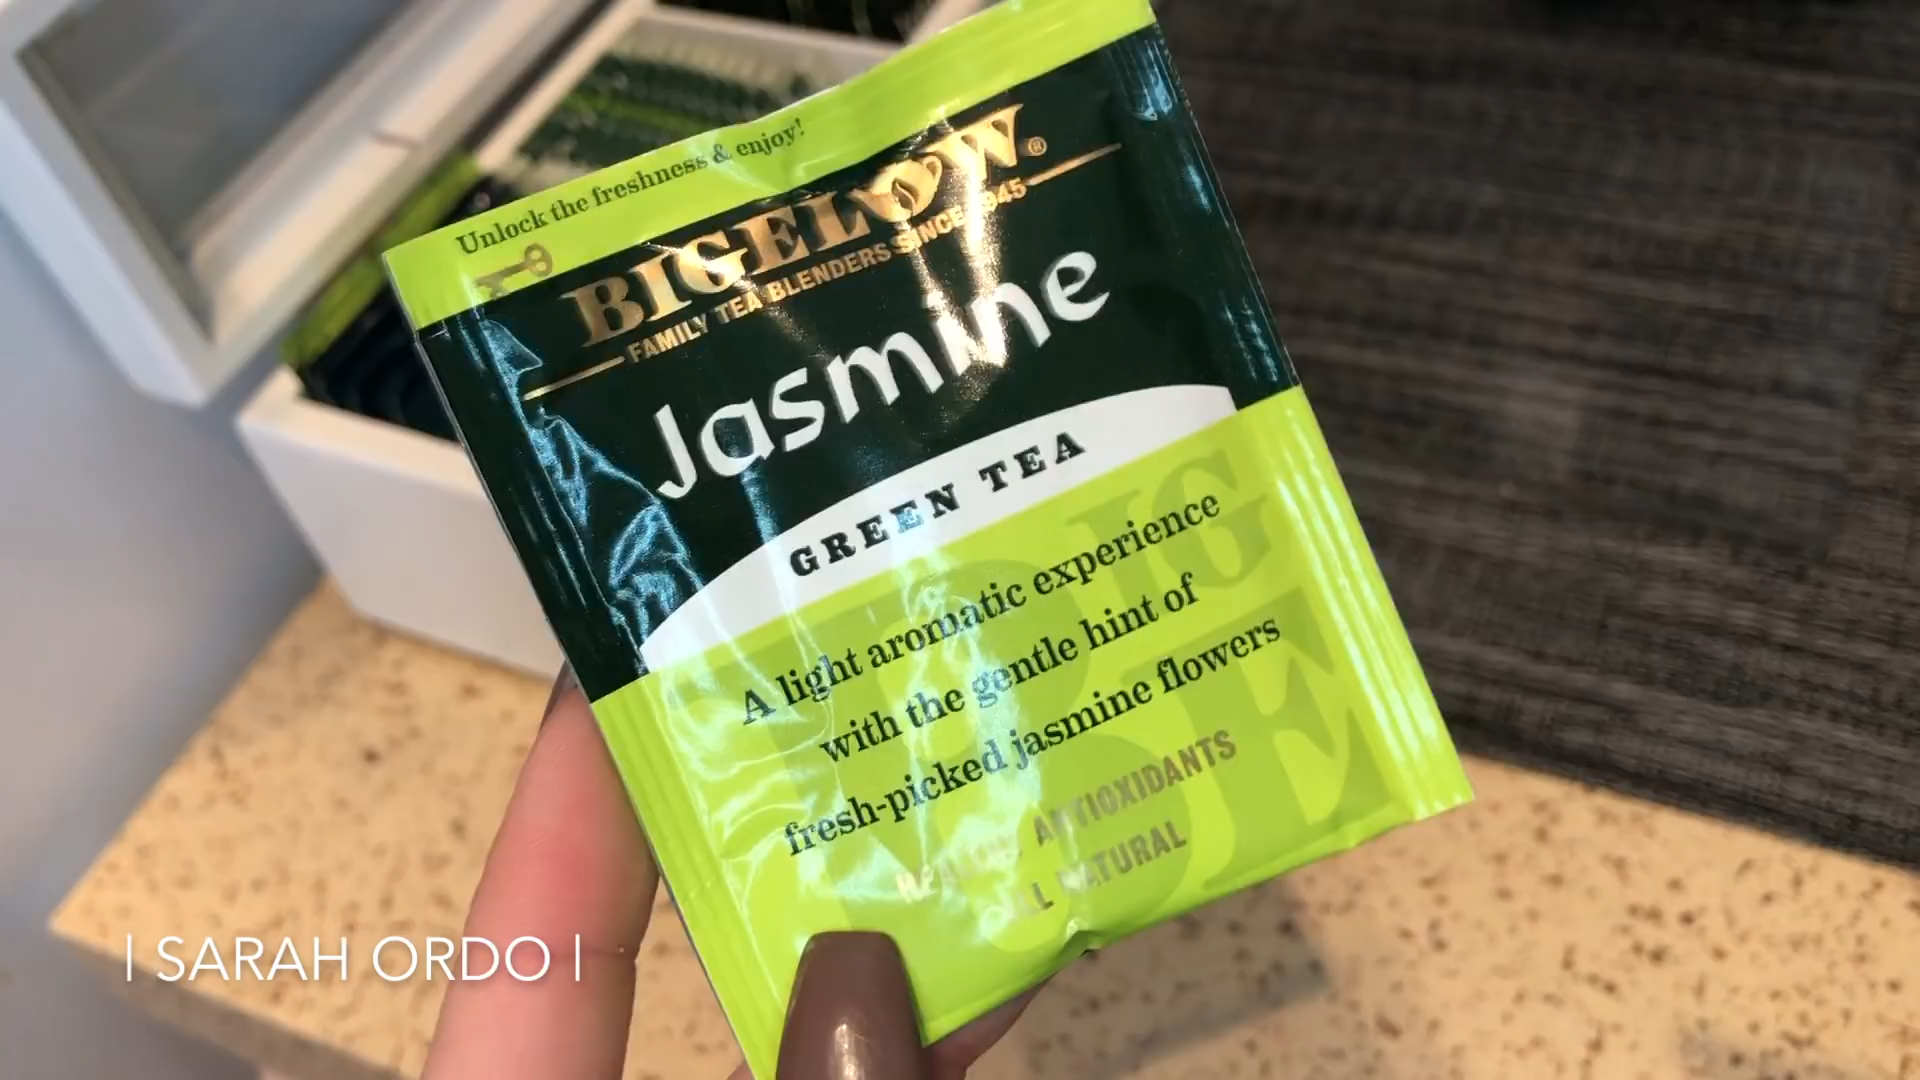 Unlock the freshness & enjoy!
BIGELOW®
FAMILY TEA BLENDERS SINCE 1945
Jasmine
GREEN TEA
A light aromatic experience
with the gentle hint of
fresh-picked jasmine flowers
ANTIOXIDANTS
ALL NATURAL
| SARAH ORDO |